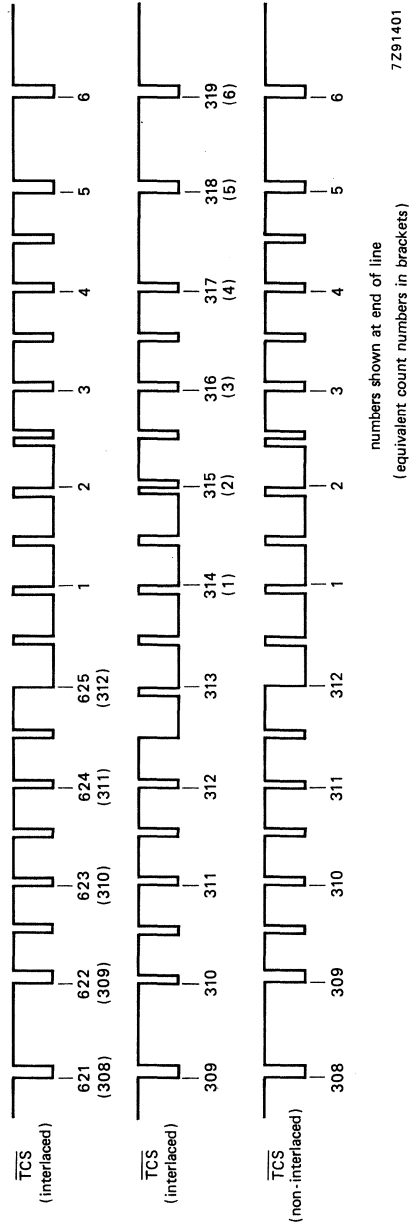 TCS
(interlaced)
621 622 623 624 625 1 2 3 4 5 6
(308) (309) (310) (311) (312)
TCS
(interlaced)
309 310 311 312 313 314 315 316 317 318 319
(1) (2) (3) (4) (5) (6)
TCS
(non-interlaced)
308 309 310 311 312 1 2 3 4 5 6
numbers shown at end of line
(equivalent count numbers in brackets)
7Z91401